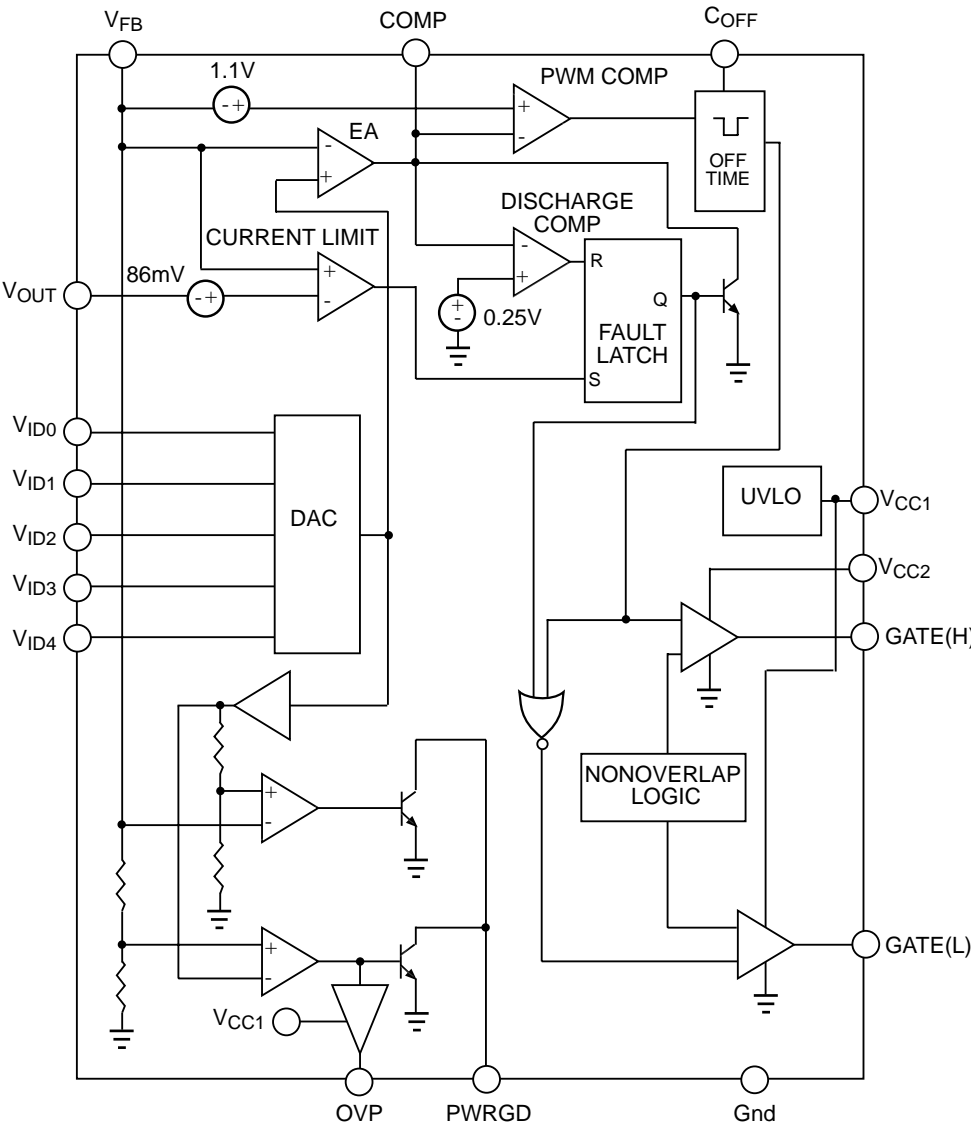 VFB
COMP
COFF
1.1V
- +
PWM COMP
+
-
EA
-
+
OFF
TIME
DISCHARGE
COMP
CURRENT LIMIT
-
+
R
86mV
+
-
VOUT
- +
+
-
0.25V
Q
FAULT
LATCH
S
VID0
VID1
VID2
VID3
VID4
DAC
UVLO
VCC1
VCC2
GATE(H)
+
-
NONOVERLAP
LOGIC
+
-
GATE(L)
VCC1
OVP
PWRGD
Gnd